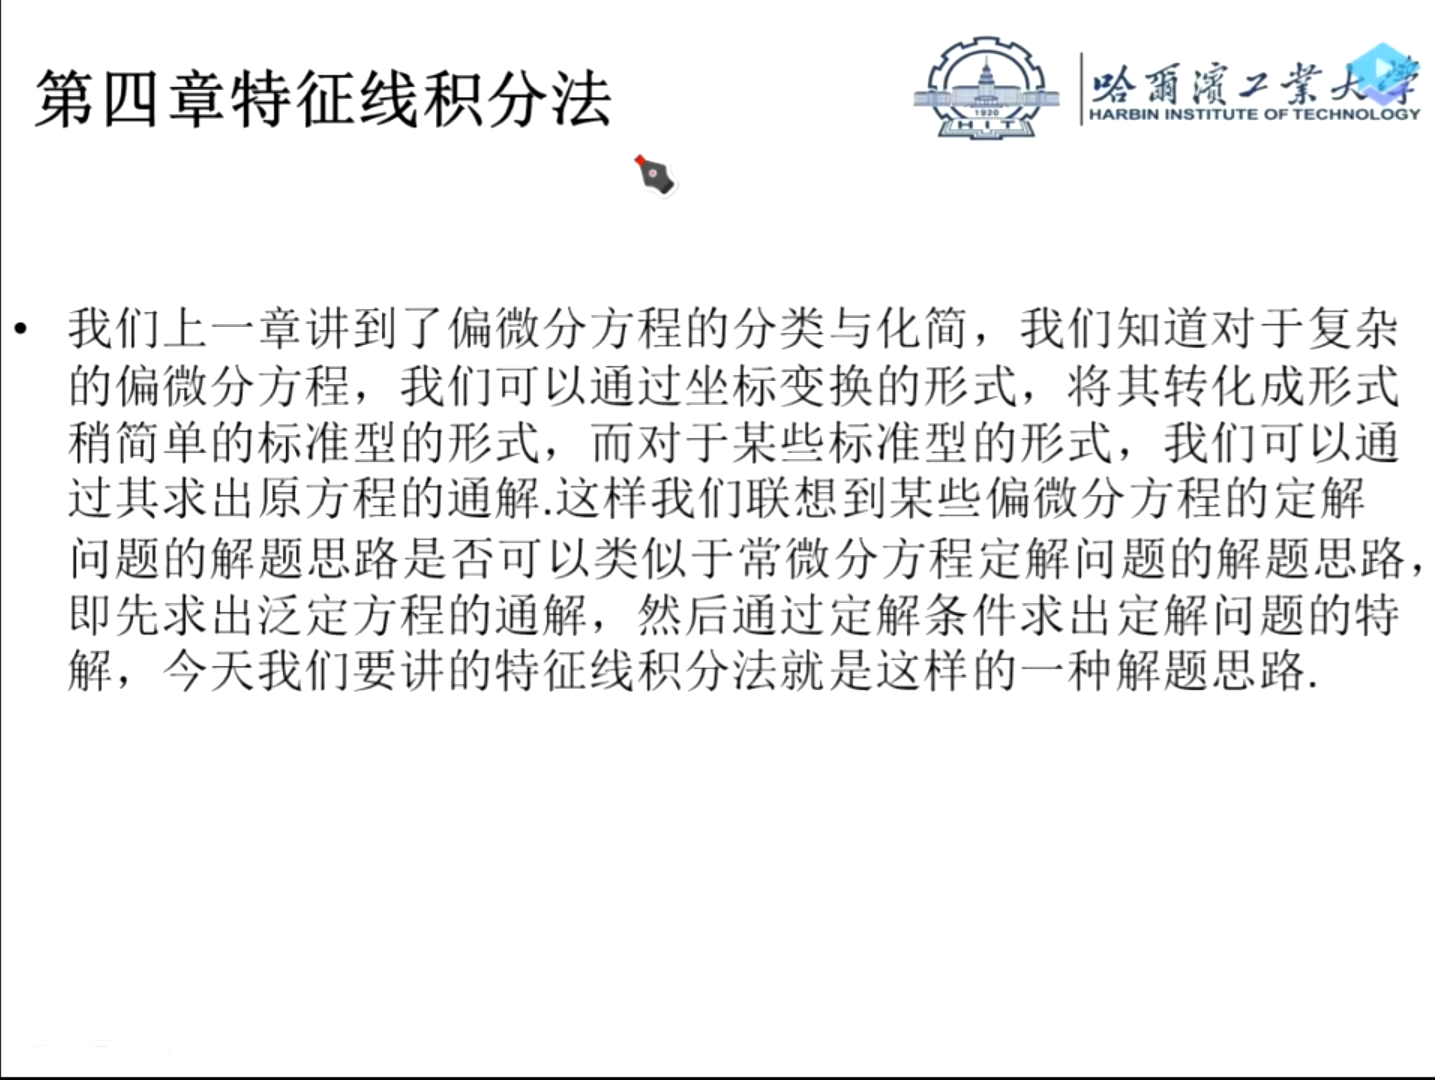 第四章特征线积分法
哈爾濱工業大學
HARBIN INSTITUTE OF TECHNOLOGY
1920
HIT
• 我们上一章讲到了偏微分方程的分类与化简，我们知道对于复杂
的偏微分方程，我们可以通过坐标变换的形式，将其转化成形式
稍简单的标准型的形式，而对于某些标准型的形式，我们可以通
过其求出原方程的通解.这样我们联想到某些偏微分方程的定解
问题的解题思路是否可以类似于常微分方程定解问题的解题思路，
即先求出泛定方程的通解，然后通过定解条件求出定解问题的特
解，今天我们要讲的特征线积分法就是这样的一种解题思路.